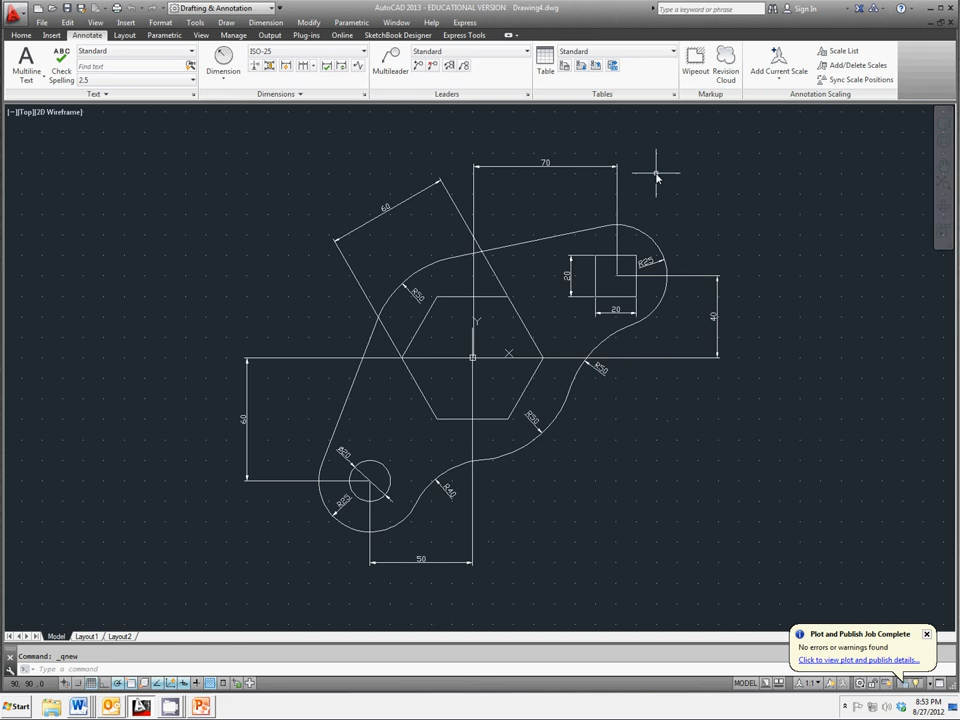 Drafting & Annotation
AutoCAD 2013 - EDUCATIONAL VERSION Drawing4.dwg
Type a keyword or phrase
Sign In
File Edit View Insert Format Tools Draw Dimension Modify Parametric Window Help Express
Home Insert Annotate Layout Parametric View Manage Output Plug-ins Online SketchBook Designer Express Tools
Multiline Text
ABC
Check Spelling
Standard
Find text
2.5
Text
Dimension
ISO-25
Dimensions
Multileader
Standard
Leaders
Table
Standard
Tables
Wipeout
Revision Cloud
Markup
Add Current Scale
Scale List
Add/Delete Scales
Sync Scale Positions
Annotation Scaling
[−][Top][2D Wireframe]
70
60
R25
20
R50
20
40
Y
X
R50
60
R50
Ø20
R25
R40
50
Model Layout1 Layout2
Plot and Publish Job Complete
No errors or warnings found
Click to view plot and publish details...
Command: _qnew
Type a command
90, 90, 0
MODEL
1:1
Start
8:53 PM
8/27/2012